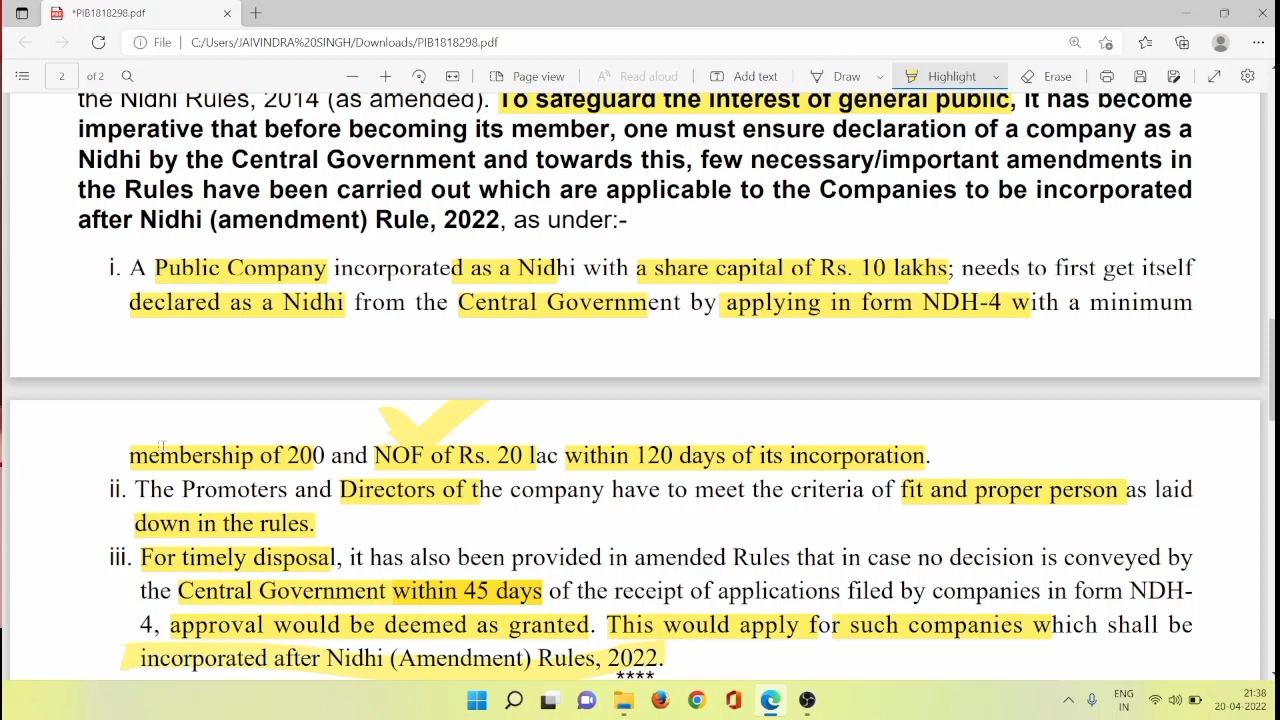 *PIB1818298.pdf
File | C:/Users/JAIVINDRA%20SINGH/Downloads/PIB1818298.pdf
2 of 2 Page view Read aloud Add text Draw Highlight Erase
the Nidhi Rules, 2014 (as amended). To safeguard the interest of general public, it has become
imperative that before becoming its member, one must ensure declaration of a company as a
Nidhi by the Central Government and towards this, few necessary/important amendments in
the Rules have been carried out which are applicable to the Companies to be incorporated
after Nidhi (amendment) Rule, 2022, as under:-
i. A Public Company incorporated as a Nidhi with a share capital of Rs. 10 lakhs; needs to first get itself
declared as a Nidhi from the Central Government by applying in form NDH-4 with a minimum
membership of 200 and NOF of Rs. 20 lac within 120 days of its incorporation.
ii. The Promoters and Directors of the company have to meet the criteria of fit and proper person as laid
down in the rules.
iii. For timely disposal, it has also been provided in amended Rules that in case no decision is conveyed by
the Central Government within 45 days of the receipt of applications filed by companies in form NDH-
4, approval would be deemed as granted. This would apply for such companies which shall be
incorporated after Nidhi (Amendment) Rules, 2022.
****
ENG 21:38
IN 20-04-2022